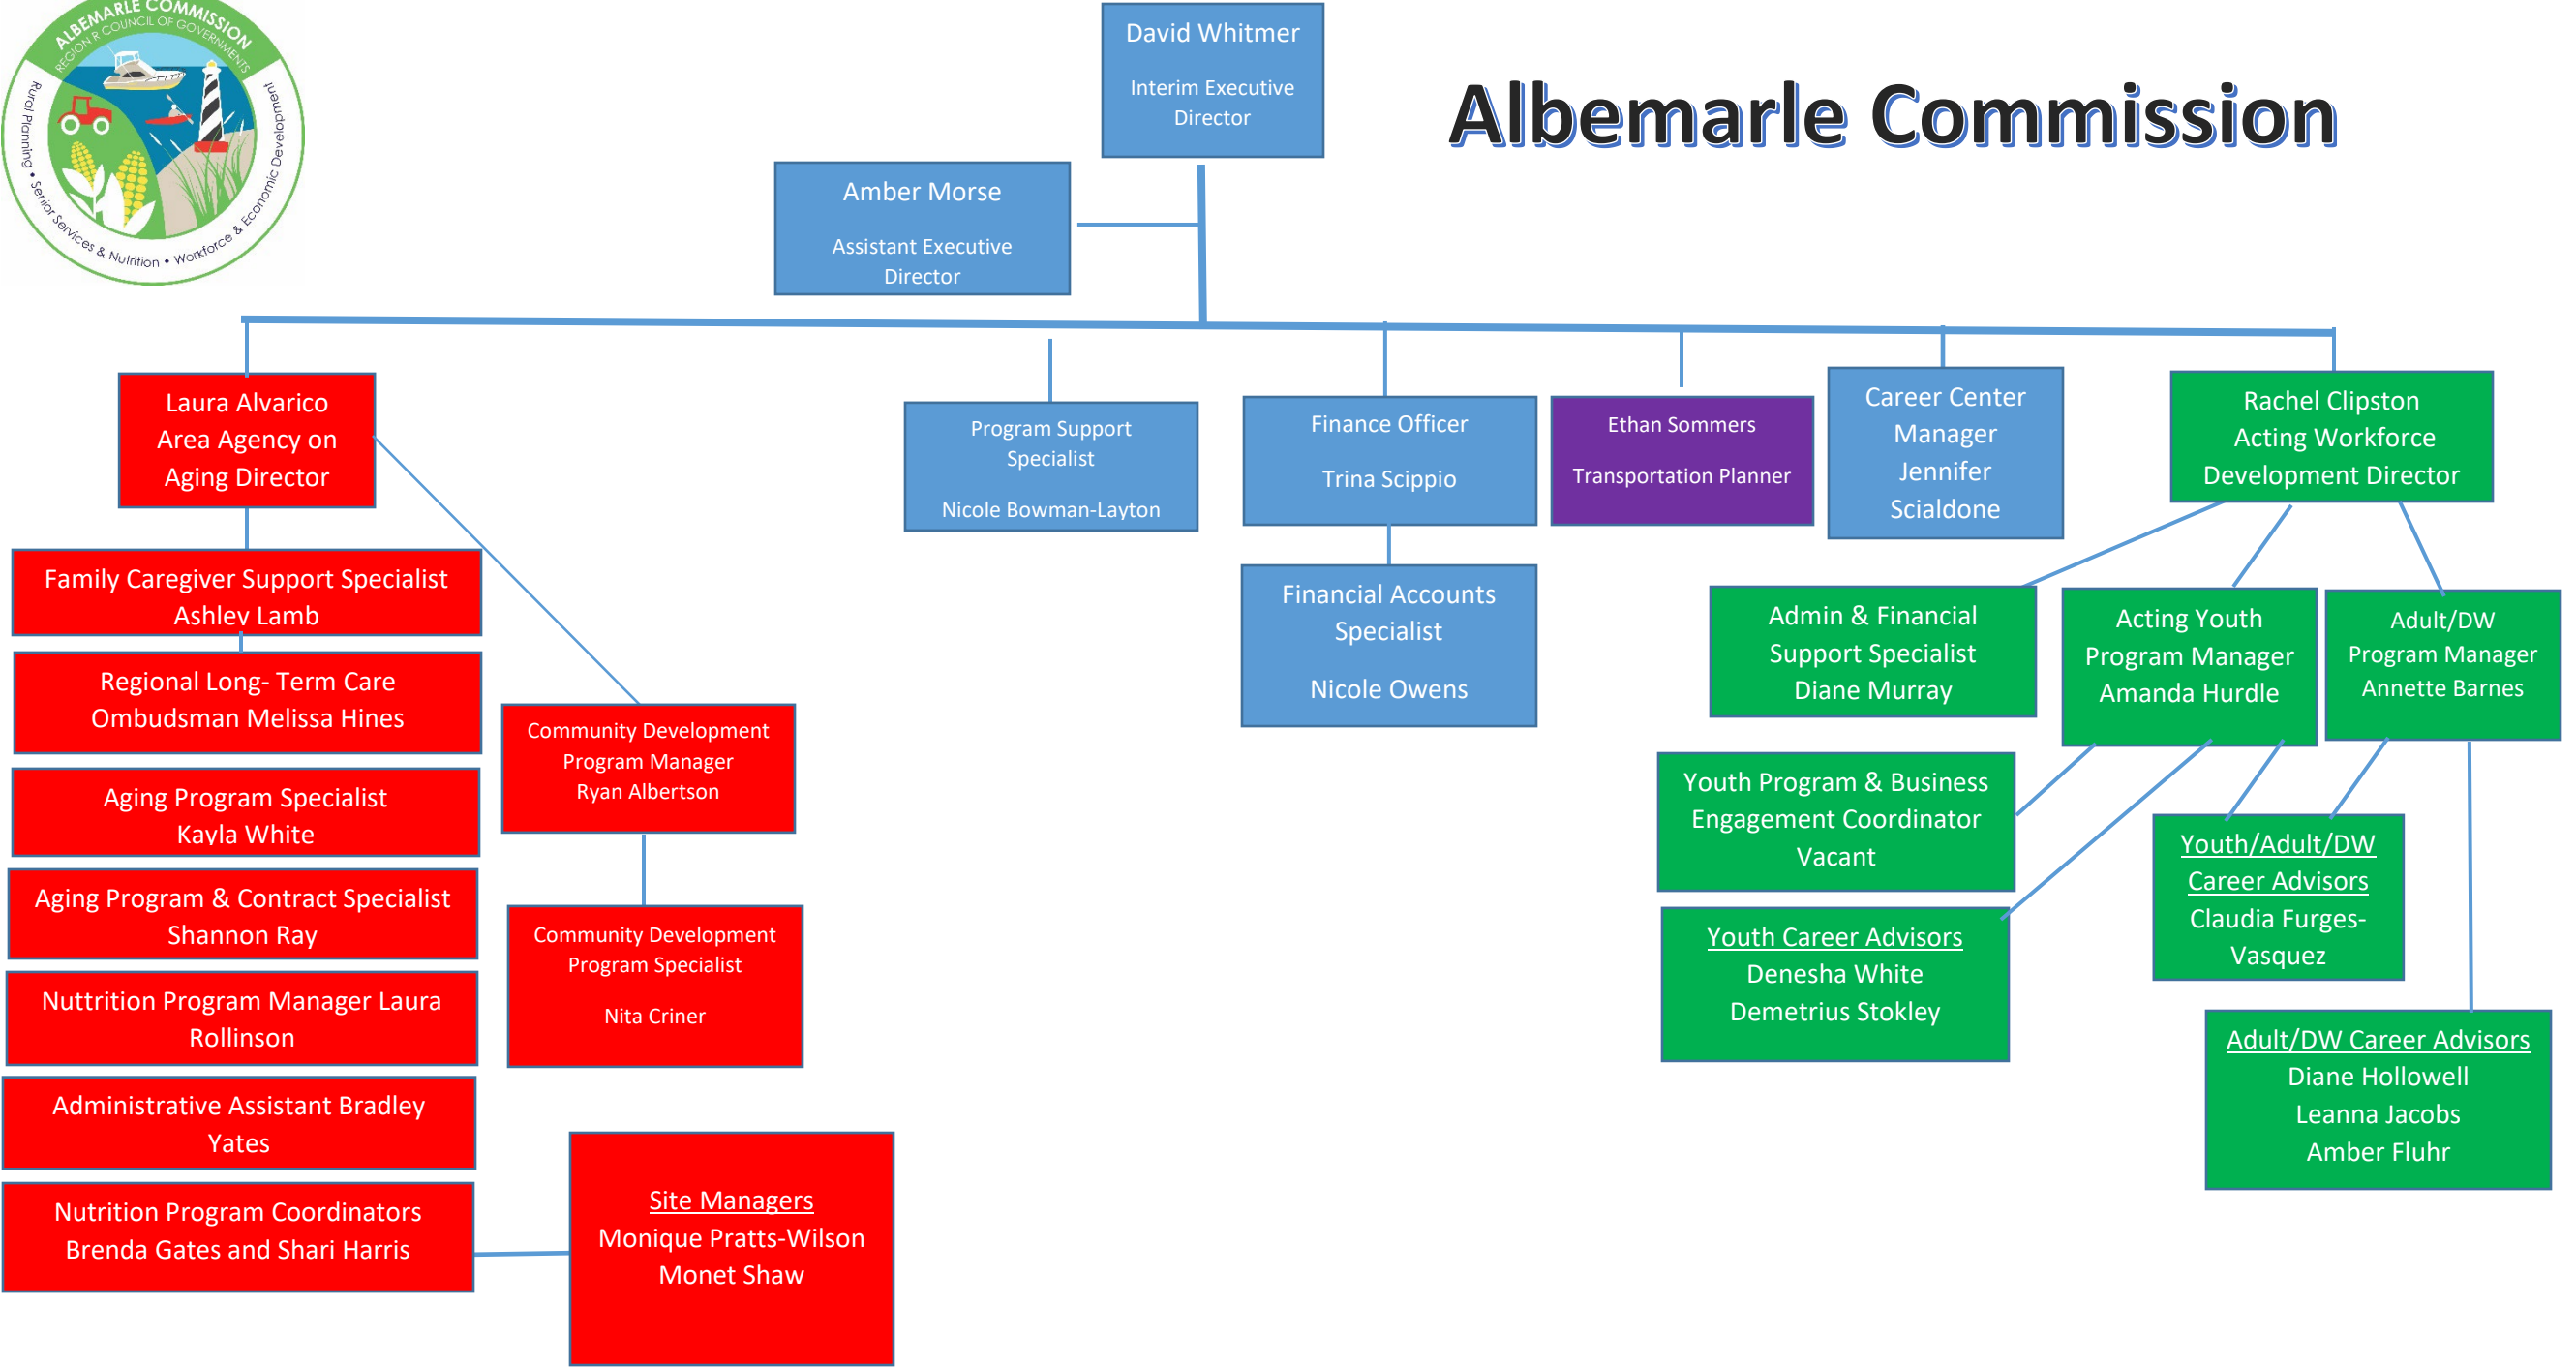 ALBEMARLE COMMISSION
REGION R COUNCIL OF GOVERNMENTS
Rural Planning • Senior Services & Nutrition • Workforce & Economic Development
David Whitmer
Interim Executive
Director
Albemarle Commission
Amber Morse
Assistant Executive
Director
Laura Alvarico
Area Agency on
Aging Director
Program Support
Specialist
Nicole Bowman-Layton
Finance Officer
Trina Scippio
Ethan Sommers
Transportation Planner
Career Center
Manager
Jennifer
Scialdone
Rachel Clipston
Acting Workforce
Development Director
Family Caregiver Support Specialist
Ashley Lamb
Regional Long- Term Care
Ombudsman Melissa Hines
Aging Program Specialist
Kayla White
Aging Program & Contract Specialist
Shannon Ray
Nuttrition Program Manager Laura
Rollinson
Administrative Assistant Bradley
Yates
Nutrition Program Coordinators
Brenda Gates and Shari Harris
Community Development
Program Manager
Ryan Albertson
Community Development
Program Specialist
Nita Criner
Site Managers
Monique Pratts-Wilson
Monet Shaw
Financial Accounts
Specialist
Nicole Owens
Admin & Financial
Support Specialist
Diane Murray
Acting Youth
Program Manager
Amanda Hurdle
Adult/DW
Program Manager
Annette Barnes
Youth Program & Business
Engagement Coordinator
Vacant
Youth Career Advisors
Denesha White
Demetrius Stokley
Youth/Adult/DW
Career Advisors
Claudia Furges-
Vasquez
Adult/DW Career Advisors
Diane Hollowell
Leanna Jacobs
Amber Fluhr